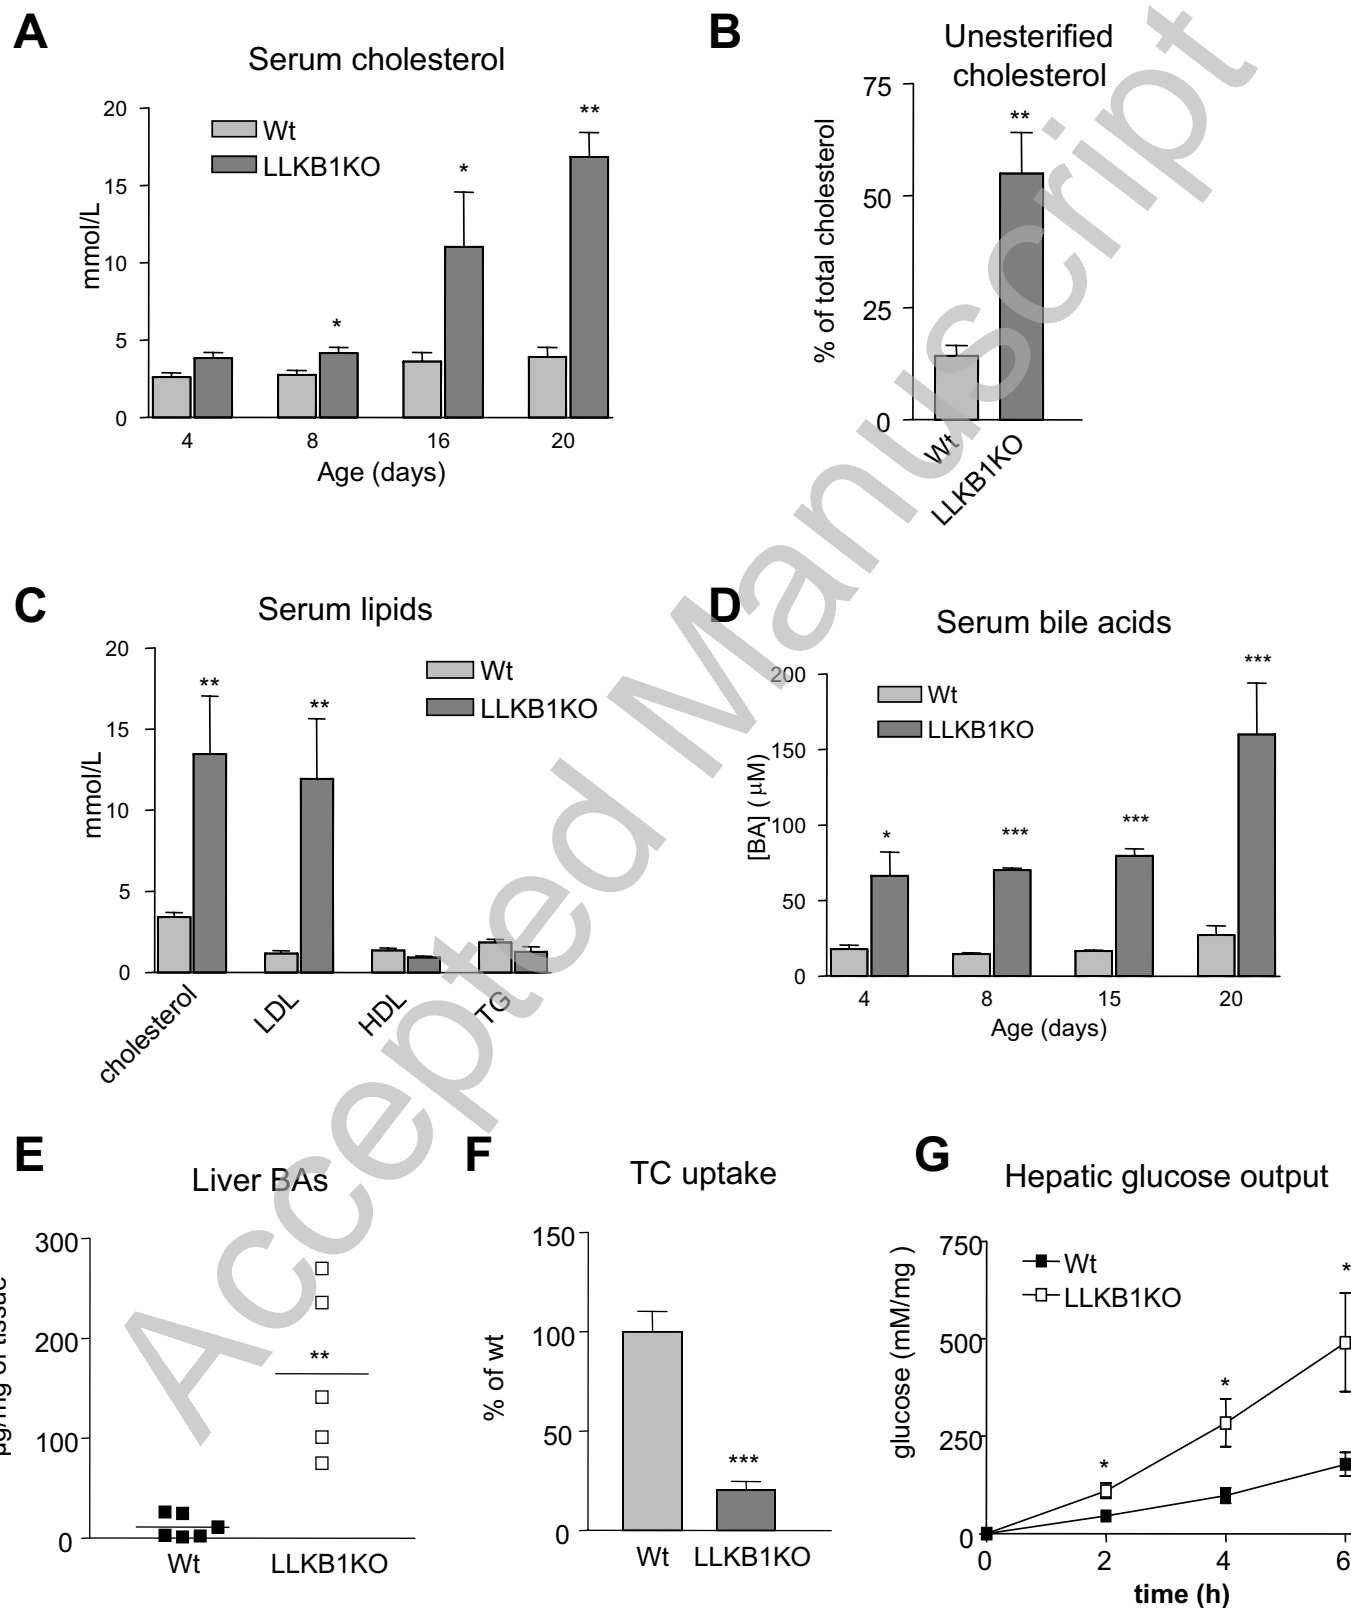 A
Serum cholesterol
20
15
10
5
0
mmol/L
Wt
LLKB1KO
*
*
**
4 8 16 20
Age (days)
B
Unesterified
cholesterol
75
50
25
0
% of total cholesterol
**
Wt
LLKB1KO
C
Serum lipids
20
15
10
5
0
mmol/L
Wt
LLKB1KO
**
**
cholesterol
LDL
HDL
TG
D
Serum bile acids
200
150
100
50
0
[BA] ( μM)
Wt
LLKB1KO
*
***
***
***
4 8 15 20
Age (days)
E
Liver BAs
300
200
100
0
of tissue
**
Wt LLKB1KO
F
TC uptake
150
100
50
0
% of wt
***
Wt LLKB1KO
G
Hepatic glucose output
750
500
250
0
glucose (mM/mg )
Wt
LLKB1KO
*
*
*
0 2 4 6
time (h)
Accepted Manuscript